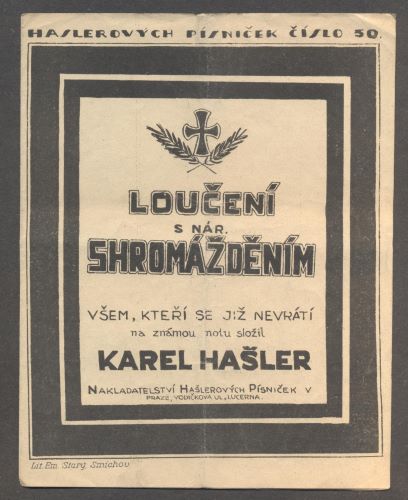 HAŠLEROVÝCH PÍSNIČEK ČÍSLO 50.
LOUČENÍ
S NÁR.
SHROMÁŽDĚNÍM
VŠEM, KTEŘÍ SE JIŽ NEVRÁTÍ
na známou notu složil
KAREL HAŠLER
NAKLADATELSTVÍ HAŠLEROVÝCH PÍSNIČEK V
PRAZE, VODIČKOVA UL., LUCERNA.
Lit. Em. Starý, Smíchov